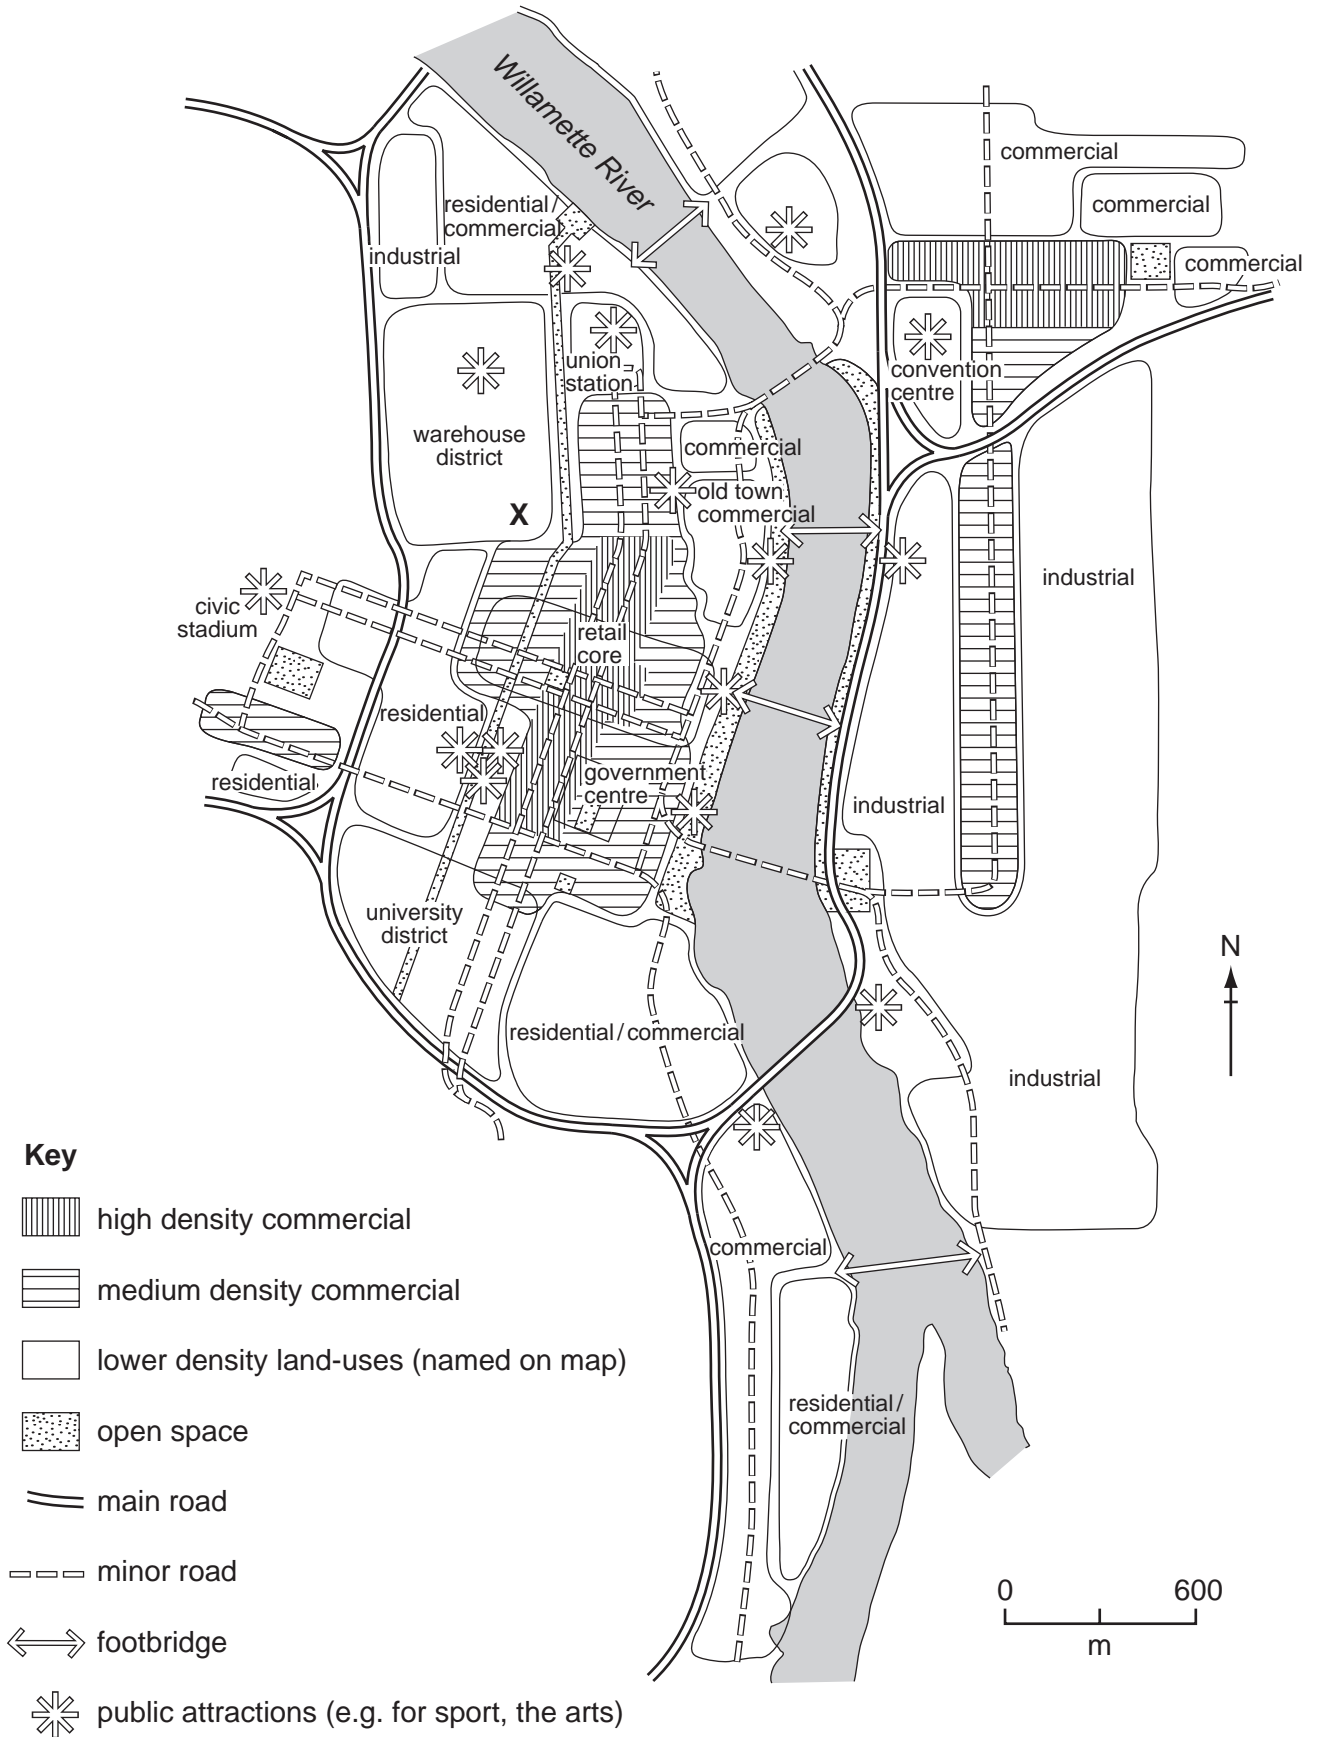 Willamette River
commercial
commercial
residential/
commercial
industrial
commercial
union
station
convention
centre
warehouse
district
commercial
old town
commercial
X
industrial
civic
stadium
retail
core
residential
residential
government
centre
industrial
university
district
N
residential/commercial
industrial
commercial
residential/
commercial
Key
high density commercial
medium density commercial
lower density land-uses (named on map)
open space
main road
minor road
footbridge
public attractions (e.g. for sport, the arts)
0 600
m